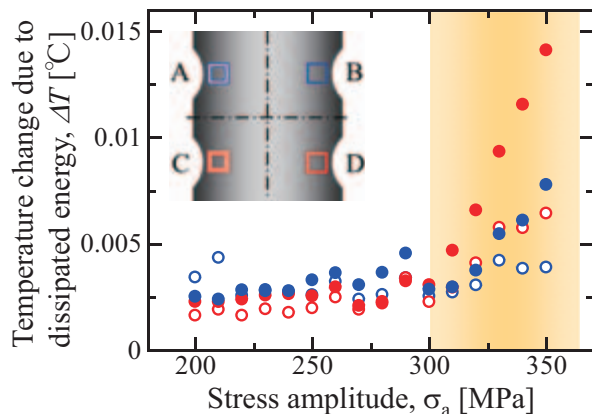 Temperature change due to
dissipated energy, ΔT [℃]
0.015
0.01
0.005
0
A
B
C
D
200
250
300
350
Stress amplitude, σa [MPa]